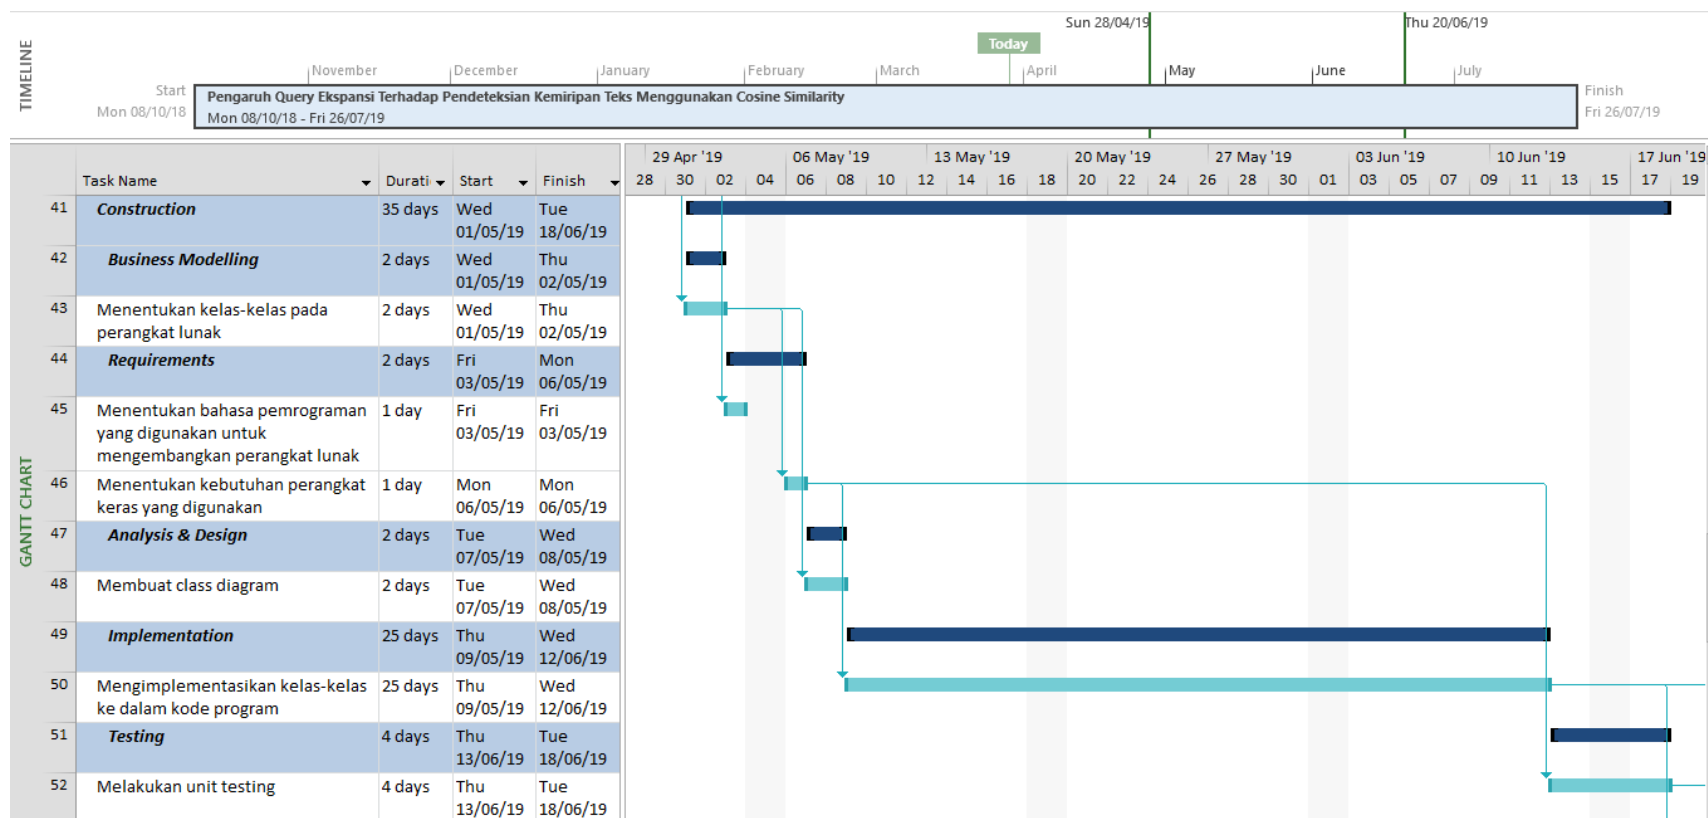 Sun 28/04/19
Thu 20/06/19
Today
November December January February March April May June July
TIMELINE
Start
Mon 08/10/18
Pengaruh Query Ekspansi Terhadap Pendeteksian Kemiripan Teks Menggunakan Cosine Similarity
Mon 08/10/18 - Fri 26/07/19
Finish
Fri 26/07/19
29 Apr '19 06 May '19 13 May '19 20 May '19 27 May '19 03 Jun '19 10 Jun '19 17 Jun '19
Task Name Durati Start Finish 28 30 02 04 06 08 10 12 14 16 18 20 22 24 26 28 30 01 03 05 07 09 11 13 15 17 19
GANTT CHART
41 Construction 35 days Wed Tue
01/05/19 18/06/19
42 Business Modelling 2 days Wed Thu
01/05/19 02/05/19
43 Menentukan kelas-kelas pada 2 days Wed Thu
perangkat lunak 01/05/19 02/05/19
44 Requirements 2 days Fri Mon
03/05/19 06/05/19
45 Menentukan bahasa pemrograman 1 day Fri Fri
yang digunakan untuk 03/05/19 03/05/19
mengembangkan perangkat lunak
46 Menentukan kebutuhan perangkat 1 day Mon Mon
keras yang digunakan 06/05/19 06/05/19
47 Analysis & Design 2 days Tue Wed
07/05/19 08/05/19
48 Membuat class diagram 2 days Tue Wed
07/05/19 08/05/19
49 Implementation 25 days Thu Wed
09/05/19 12/06/19
50 Mengimplementasikan kelas-kelas 25 days Thu Wed
ke dalam kode program 09/05/19 12/06/19
51 Testing 4 days Thu Tue
13/06/19 18/06/19
52 Melakukan unit testing 4 days Thu Tue
13/06/19 18/06/19